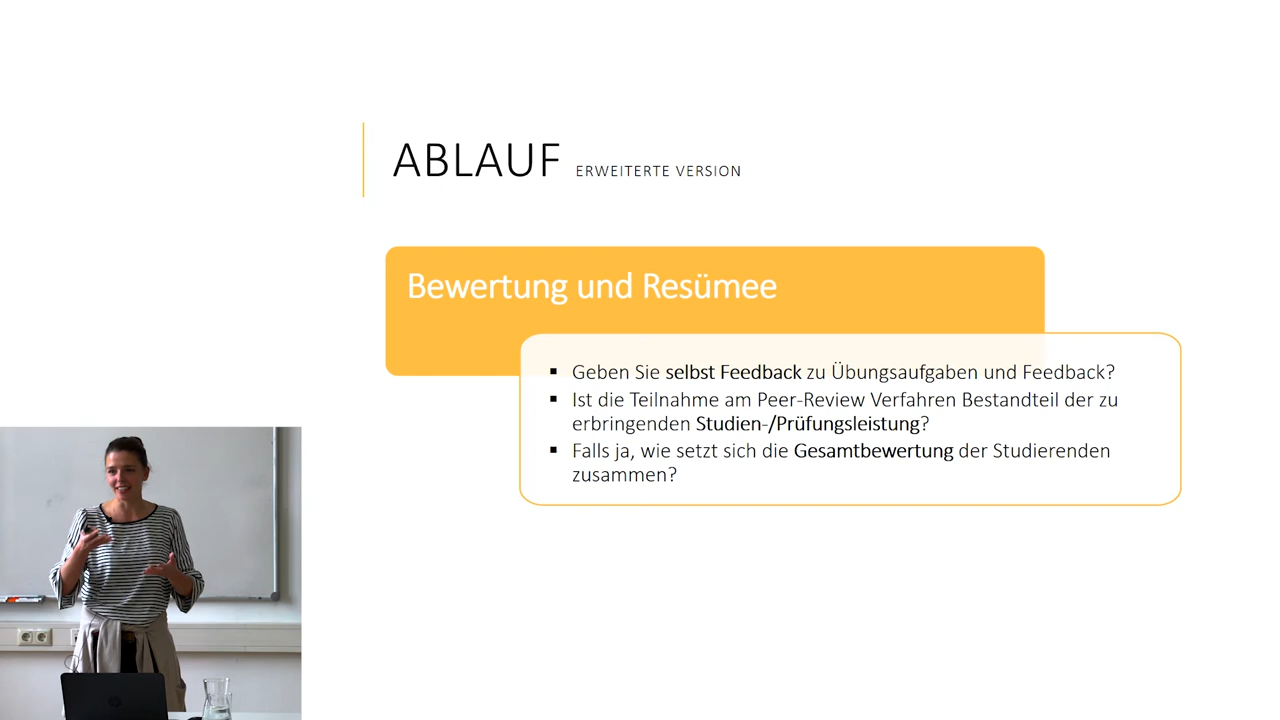 ABLAUF ERWEITERTE VERSION
Bewertung und Resümee
▪ Geben Sie selbst Feedback zu Übungsaufgaben und Feedback?
▪ Ist die Teilnahme am Peer-Review Verfahren Bestandteil der zu
erbringenden Studien-/Prüfungsleistung?
▪ Falls ja, wie setzt sich die Gesamtbewertung der Studierenden
zusammen?